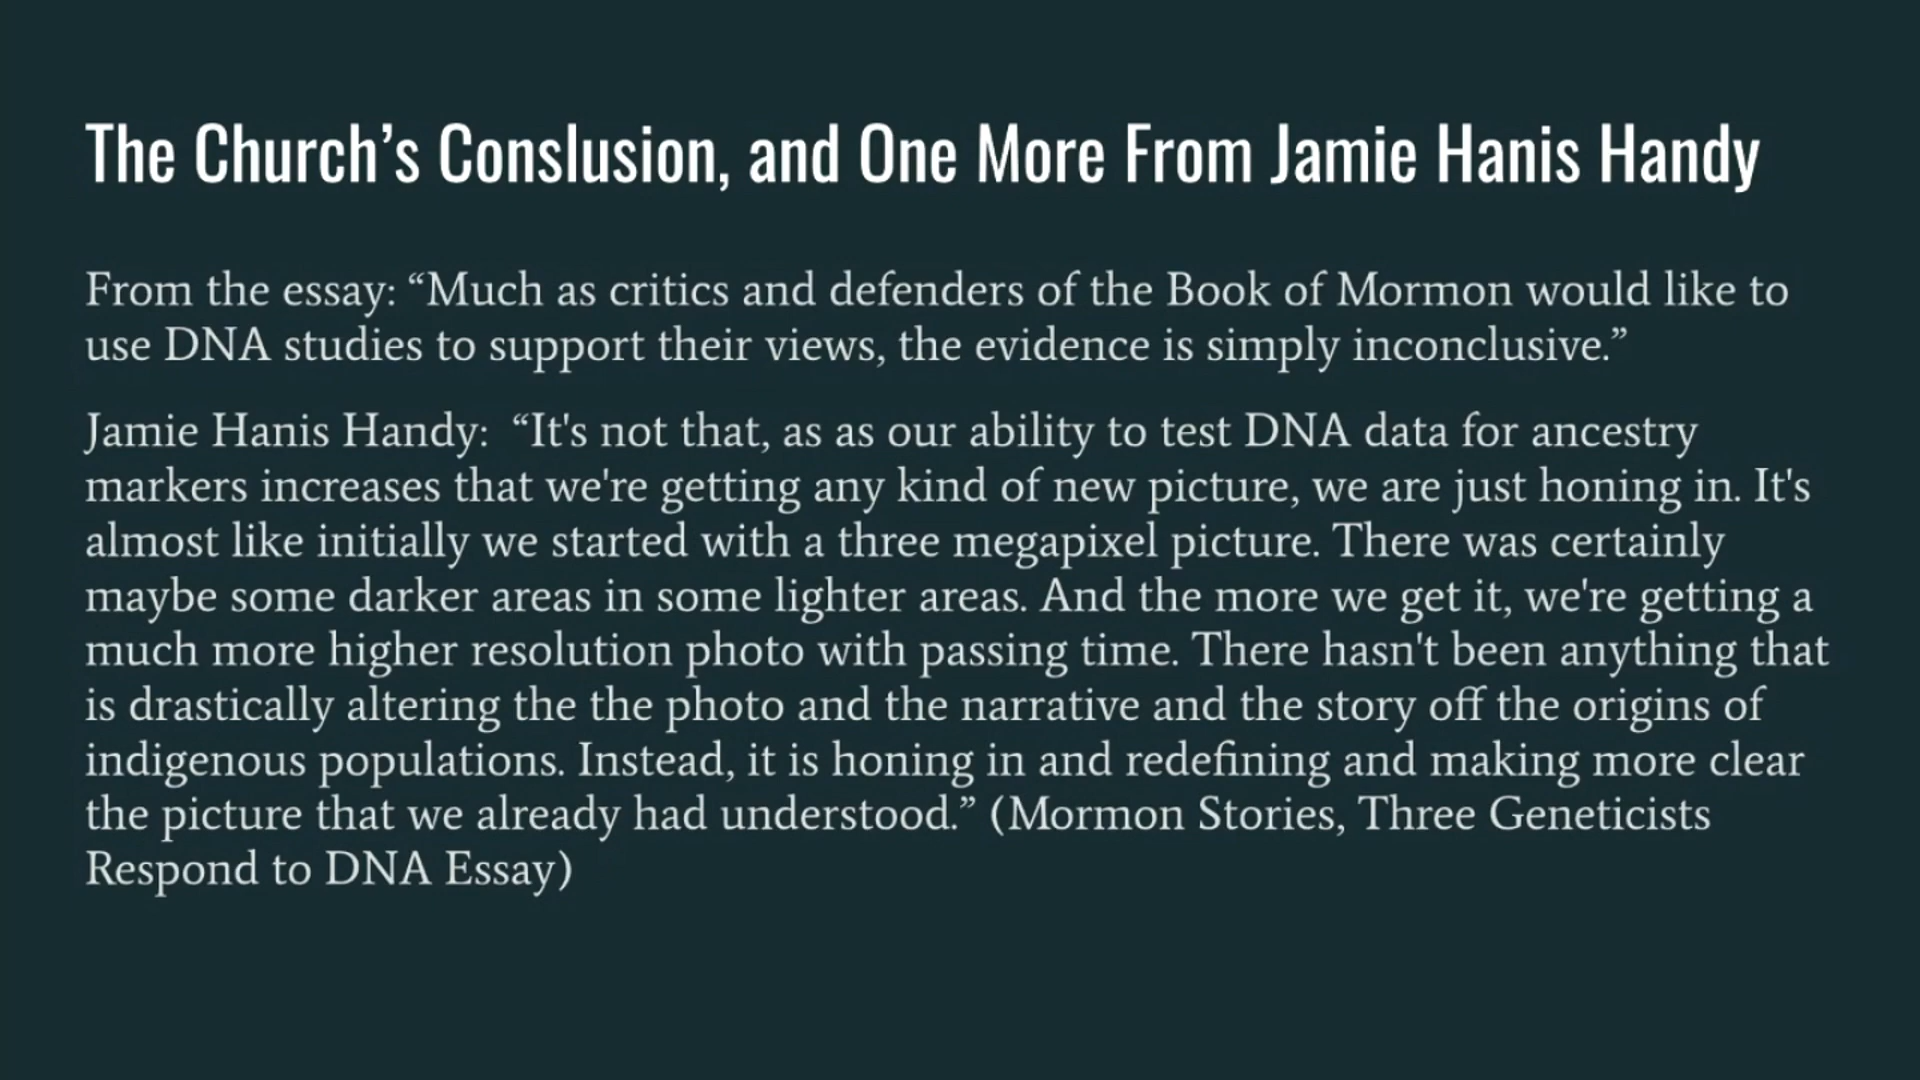 The Church’s Conslusion, and One More From Jamie Hanis Handy
From the essay: “Much as critics and defenders of the Book of Mormon would like to
use DNA studies to support their views, the evidence is simply inconclusive.”
Jamie Hanis Handy:  “It's not that, as as our ability to test DNA data for ancestry
markers increases that we're getting any kind of new picture, we are just honing in. It's
almost like initially we started with a three megapixel picture. There was certainly
maybe some darker areas in some lighter areas. And the more we get it, we're getting a
much more higher resolution photo with passing time. There hasn't been anything that
is drastically altering the the photo and the narrative and the story off the origins of
indigenous populations. Instead, it is honing in and redefining and making more clear
the picture that we already had understood.” (Mormon Stories, Three Geneticists
Respond to DNA Essay)